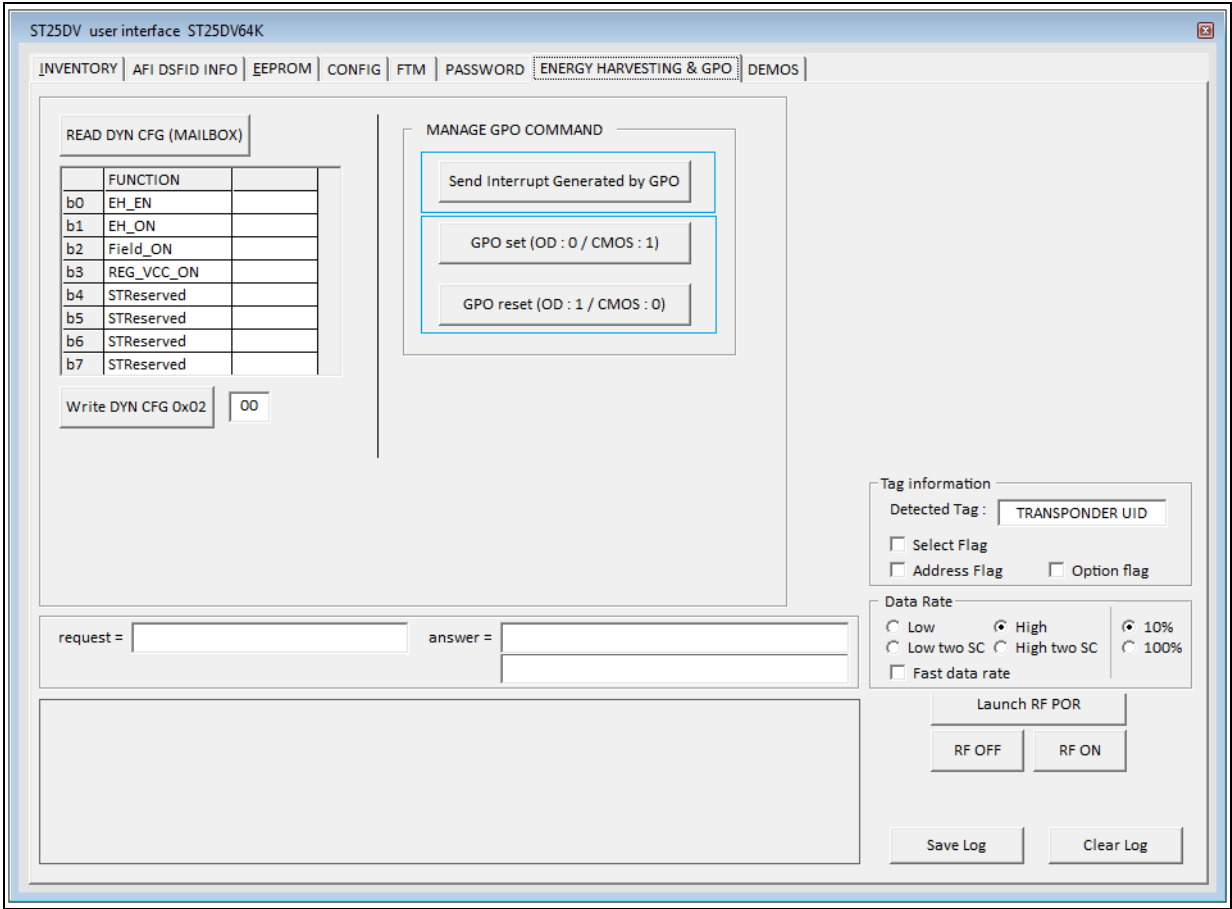 ST25DV user interface ST25DV64K
INVENTORY AFI DSFID INFO EEPROM CONFIG FTM PASSWORD ENERGY HARVESTING & GPO DEMOS
READ DYN CFG (MAILBOX)
FUNCTION
b0 EH_EN
b1 EH_ON
b2 Field_ON
b3 REG_VCC_ON
b4 STReserved
b5 STReserved
b6 STReserved
b7 STReserved
Write DYN CFG 0x02 00
MANAGE GPO COMMAND
Send Interrupt Generated by GPO
GPO set (OD : 0 / CMOS : 1)
GPO reset (OD : 1 / CMOS : 0)
Tag information
Detected Tag : TRANSPONDER UID
Select Flag
Address Flag Option flag
Data Rate
Low High 10%
Low two SC High two SC 100%
Fast data rate
request = answer =
Launch RF POR
RF OFF RF ON
Save Log Clear Log